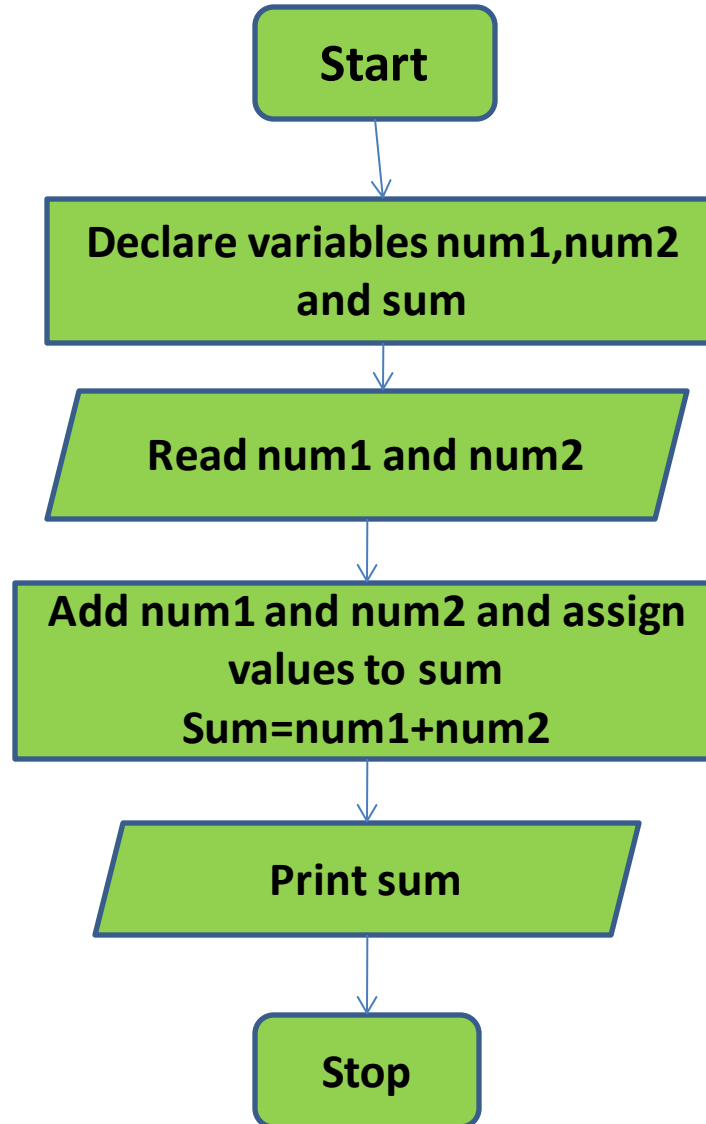 Start
Declare variables num1,num2
and sum
Read num1 and num2
Add num1 and num2 and assign
values to sum
Sum=num1+num2
Print sum
Stop